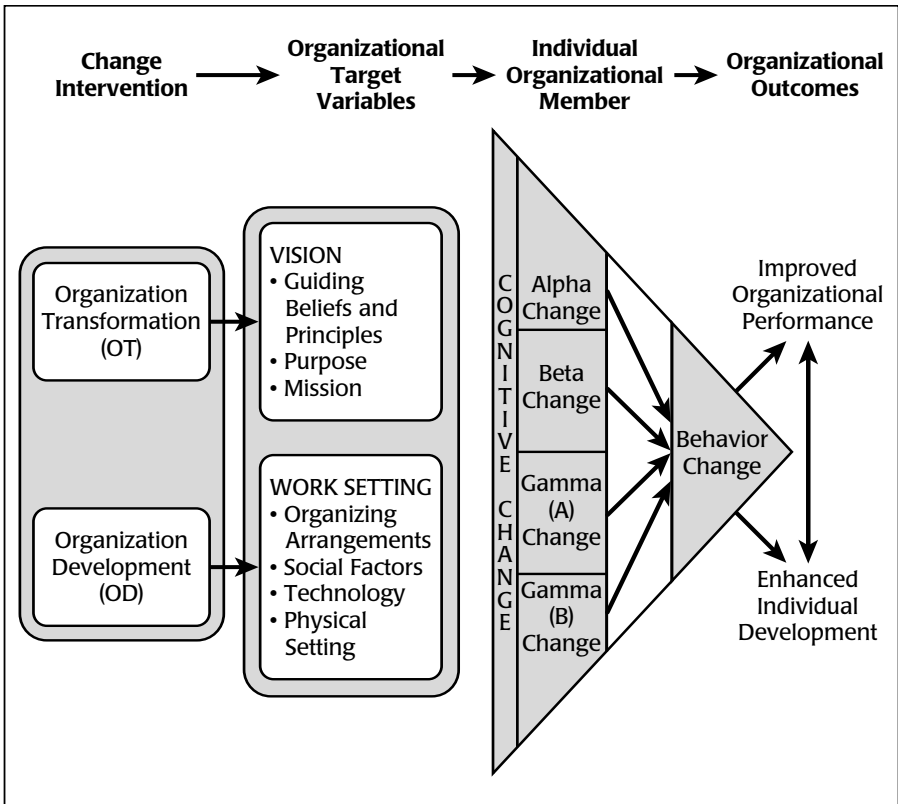 Change
Intervention
Organizational
Target
Variables
Individual
Organizational
Member
Organizational
Outcomes
Organization
Transformation
(OT)
Organization
Development
(OD)
VISION
• Guiding
Beliefs and
Principles
• Purpose
• Mission
WORK SETTING
• Organizing
Arrangements
• Social Factors
• Technology
• Physical
Setting
COGNITIVE CHANGE
Alpha
Change
Beta
Change
Gamma
(A)
Change
Gamma
(B)
Change
Behavior
Change
Improved
Organizational
Performance
Enhanced
Individual
Development